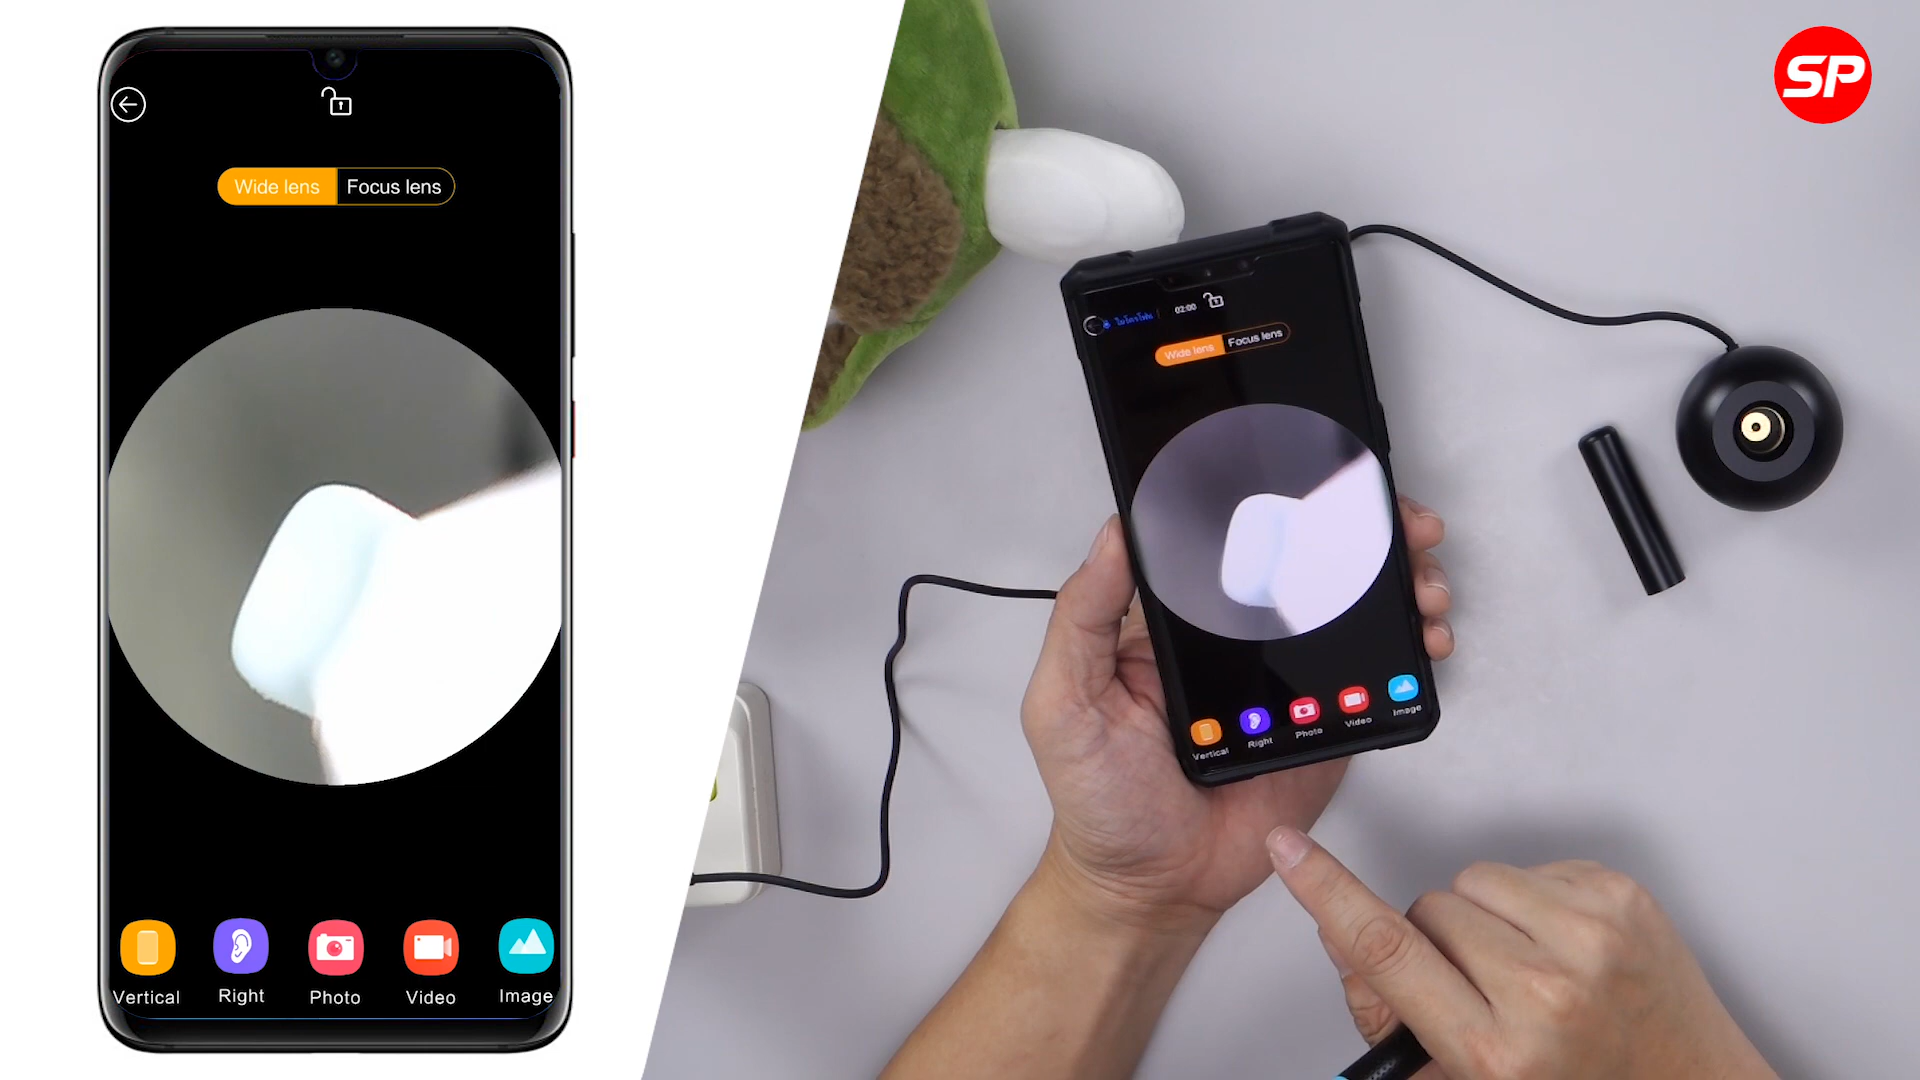 Wide lens Focus lens
Vertical Right Photo Video Image
SP
02:00
Wide lens Focus lens
Vertical Right Photo Video Image